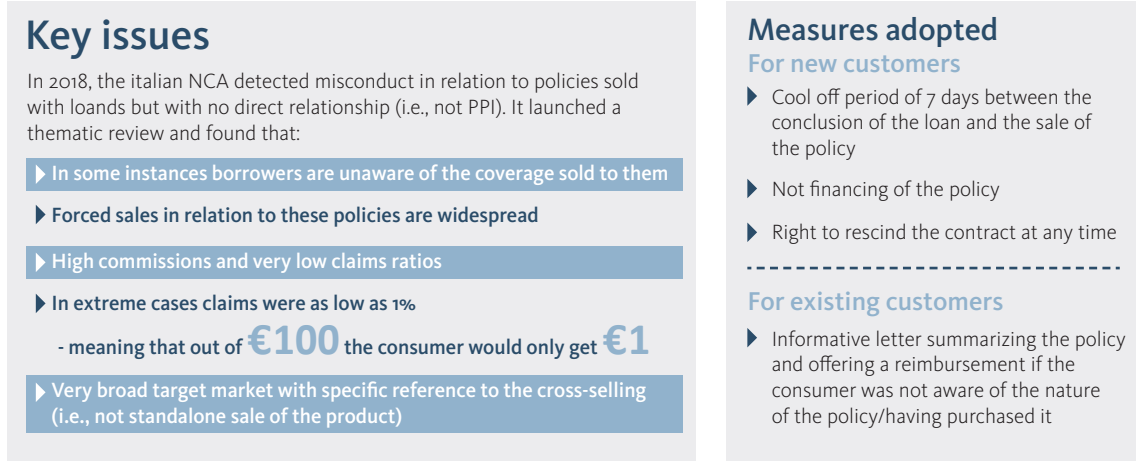 Key issues
In 2018, the italian NCA detected misconduct in relation to policies sold
with loands but with no direct relationship (i.e., not PPI). It launched a
thematic review and found that:
In some instances borrowers are unaware of the coverage sold to them
Forced sales in relation to these policies are widespread
High commissions and very low claims ratios
In extreme cases claims were as low as 1%
- meaning that out of €100 the consumer would only get €1
Very broad target market with specific reference to the cross-selling
(i.e., not standalone sale of the product)
Measures adopted
For new customers
Cool off period of 7 days between the
conclusion of the loan and the sale of
the policy
Not financing of the policy
Right to rescind the contract at any time
For existing customers
Informative letter summarizing the policy
and offering a reimbursement if the
consumer was not aware of the nature
of the policy/having purchased it